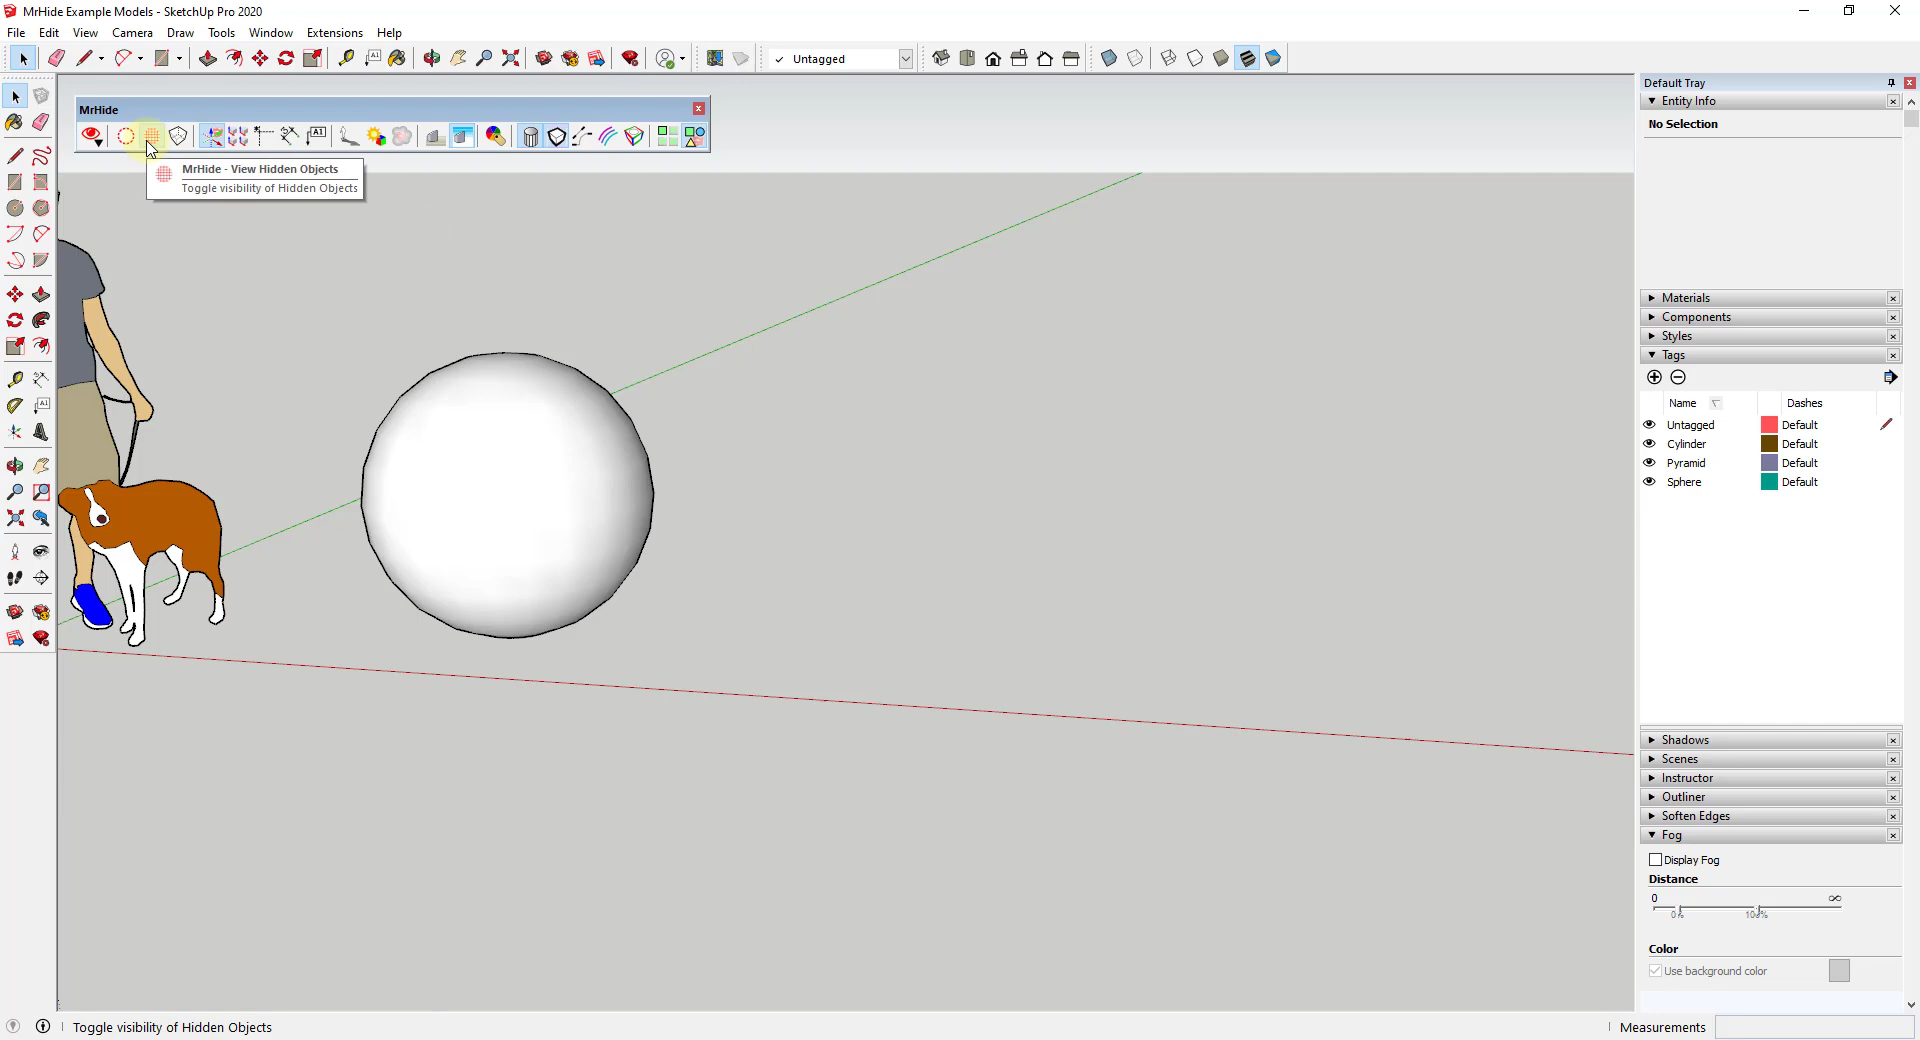 MrHide Example Models - SketchUp Pro 2020
File Edit View Camera Draw Tools Window Extensions Help
Untagged
MrHide
A1
MrHide - View Hidden Objects
Toggle visibility of Hidden Objects
Default Tray
Entity Info
No Selection
Materials
Components
Styles
Tags
Name Dashes
Untagged Default
Cylinder Default
Pyramid Default
Sphere Default
Shadows
Scenes
Instructor
Outliner
Soften Edges
Fog
Display Fog
Distance
0 ∞
0% 100%
Color
Use background color
Toggle visibility of Hidden Objects
Measurements